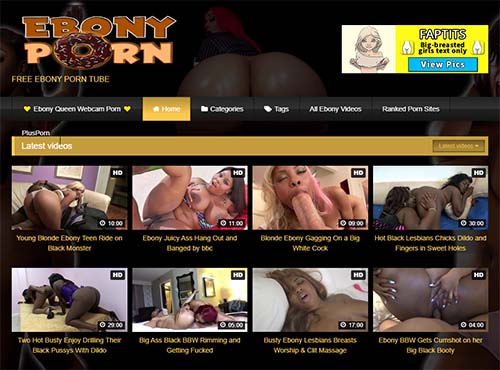 EBONY
PORN
FREE EBONY PORN TUBE
FAPTITS
Big-breasted
girls text only
View Pics
Ebony Queen Webcam Porn
Home
Categories
Tags
All Ebony Videos
Ranked Porn Sites
PlusPorn
Latest videos
Latest videos
HD
10:00
HD
09:00
HD
09:00
HD
30:00
Young Blonde Ebony Teen Ride on
Black Monster
Ebony Juicy Ass Hang Out and
Banged by bbc
Blonde Ebony Gagging On a Big
White Cock
Hot Black Lesbians Chicks Dildo and
Fingers in Sweet Holes
HD
29:00
HD
05:00
HD
17:00
HD
04:00
Two Hot Busty Enjoy Drilling Their
Black Pussys With Dildo
Big Ass Black BBW Rimming and
Getting Fucked
Busty Ebony Lesbians Breasts
Worship & Clit Massage
Ebony BBW Gets Cumshot on her
Big Black Booty